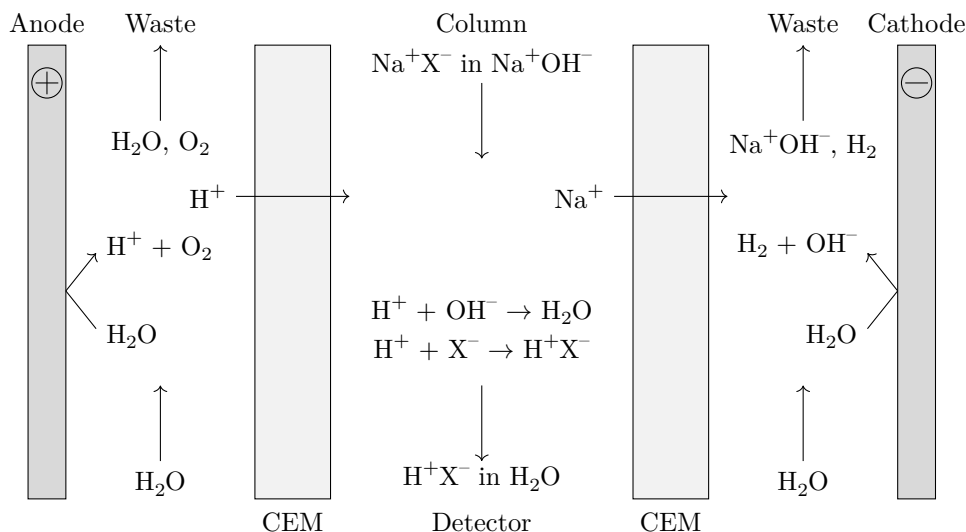 Anode
Waste
Column
Waste
Cathode
+
Na⁺X⁻ in Na⁺OH⁻
−
H₂O, O₂
Na⁺OH⁻, H₂
H⁺
Na⁺
H⁺ + O₂
H₂ + OH⁻
H⁺ + OH⁻ → H₂O
H₂O
H₂O
H⁺ + X⁻ → H⁺X⁻
H₂O
H⁺X⁻ in H₂O
H₂O
CEM
Detector
CEM